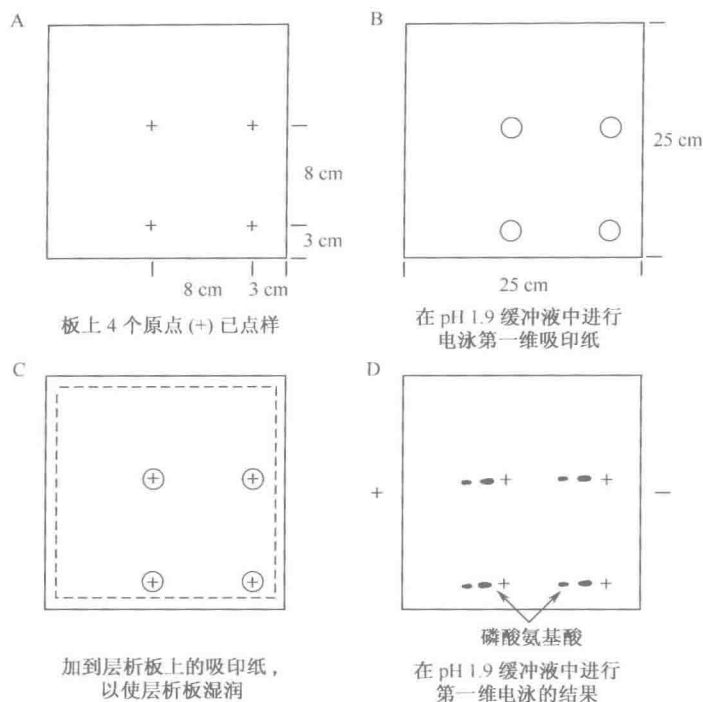 A
8 cm
3 cm
8 cm
3 cm
板上 4 个原点 (+) 已点样
B
25 cm
25 cm
在 pH 1.9 缓冲液中进行
电泳第一维吸印纸
C
加到层析板上的吸印纸，
以使层析板湿润
D
+
—
磷酸氨基酸
在 pH 1.9 缓冲液中进行
第一维电泳的结果